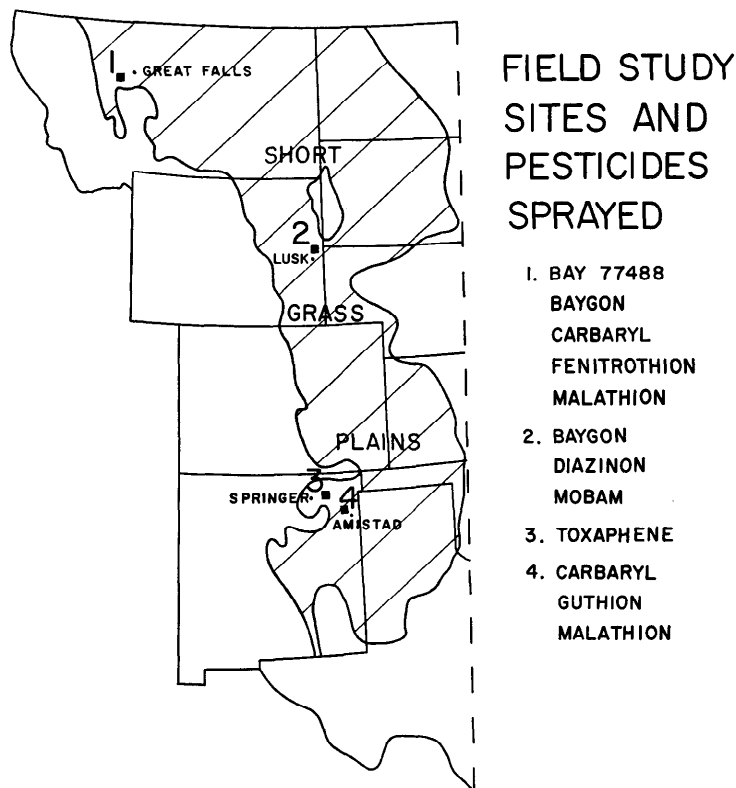 FIELD STUDY
SITES AND
PESTICIDES
SPRAYED
1. BAY 77488
BAYGON
CARBARYL
FENITROTHION
MALATHION
2. BAYGON
DIAZINON
MOBAM
3. TOXAPHENE
4. CARBARYL
GUTHION
MALATHION
1
GREAT FALLS
SHORT
2
LUSK
GRASS
PLAINS
3
SPRINGER
4
AMISTAD